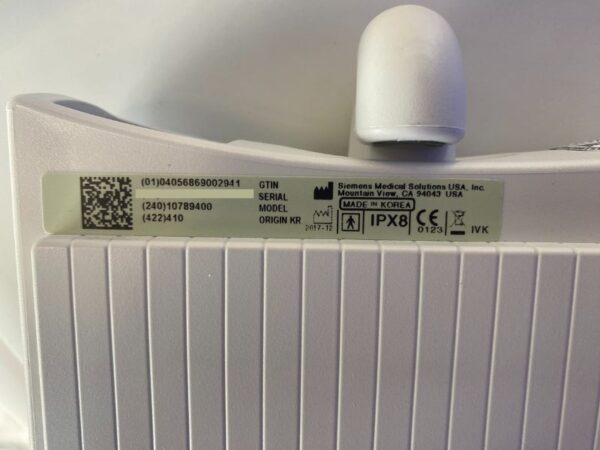 (01)04056869002941 GTIN
SERIAL
(240)10789400 MODEL
(422)410 ORIGIN KR
2017-12
Siemens Medical Solutions USA, Inc.
Mountain View, CA 94043 USA
MADE IN KOREA
IPX8
CE
0123
IVK